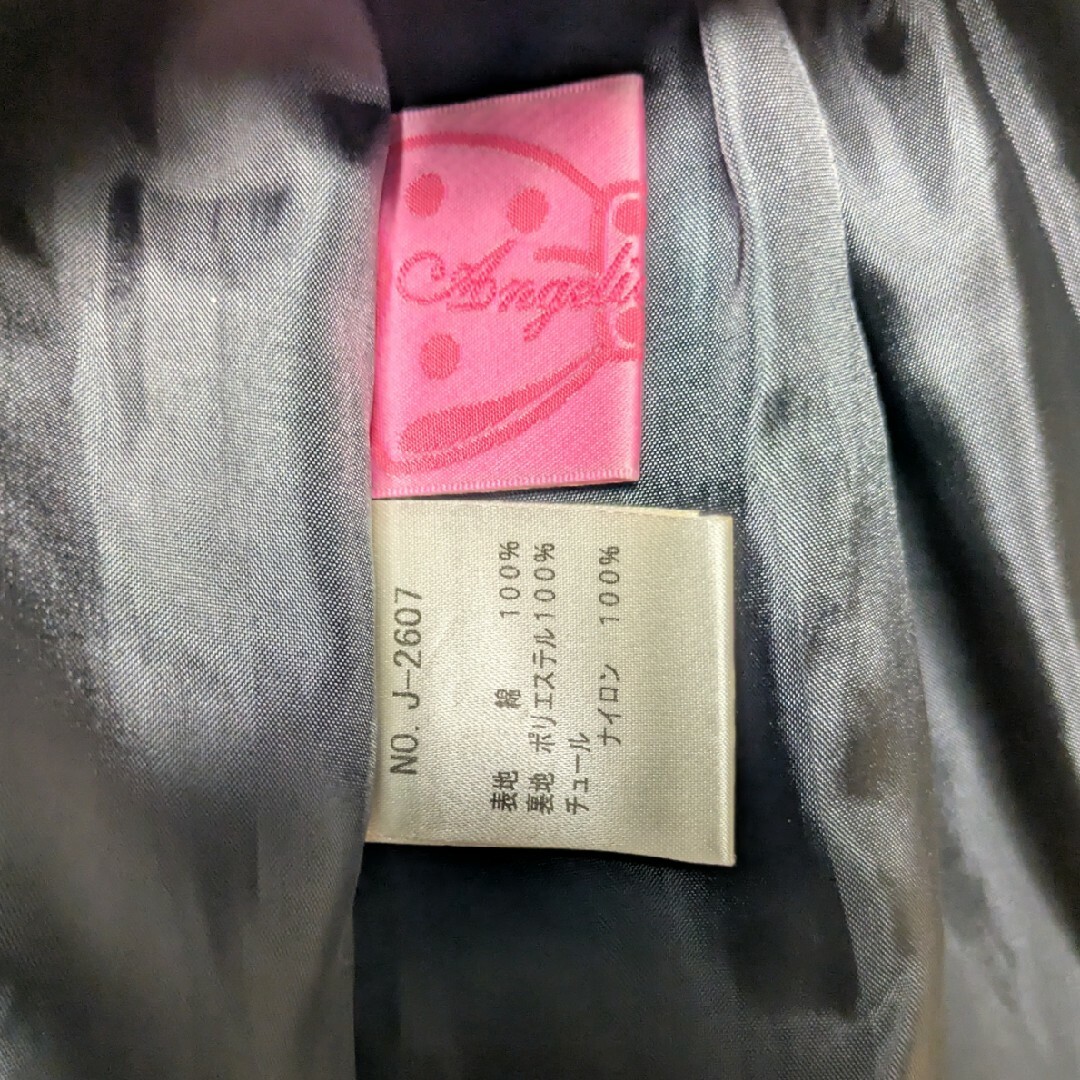 Angeli
NO. J-2607
表地 綿 100%
裏地 ポリエステル100%
チュール
ナイロン 100%